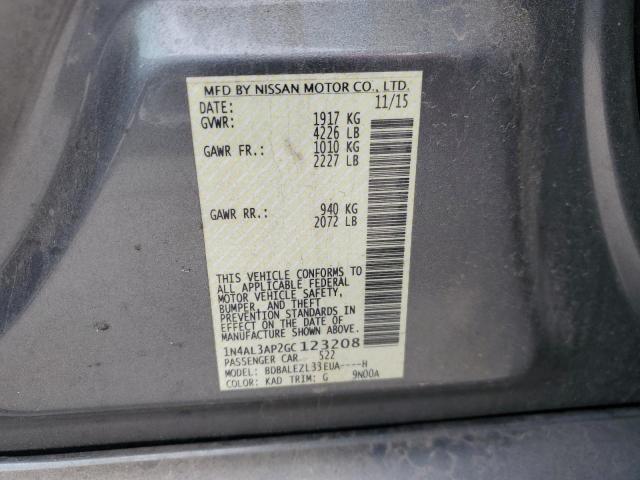 MFD BY NISSAN MOTOR CO., LTD.
DATE: 11/15
GVWR: 1917 KG
4226 LB
GAWR FR.: 1010 KG
2227 LB
GAWR RR.: 940 KG
2072 LB
THIS VEHICLE CONFORMS TO
ALL APPLICABLE FEDERAL
MOTOR VEHICLE SAFETY,
BUMPER, AND THEFT
PREVENTION STANDARDS IN
EFFECT ON THE DATE OF
MANUFACTURE SHOWN ABOVE.
1N4AL3AP2GC123208
PASSENGER CAR 522
MODEL: BDBALEZL33EUA----H
COLOR: KAD TRIM: G 9N00A